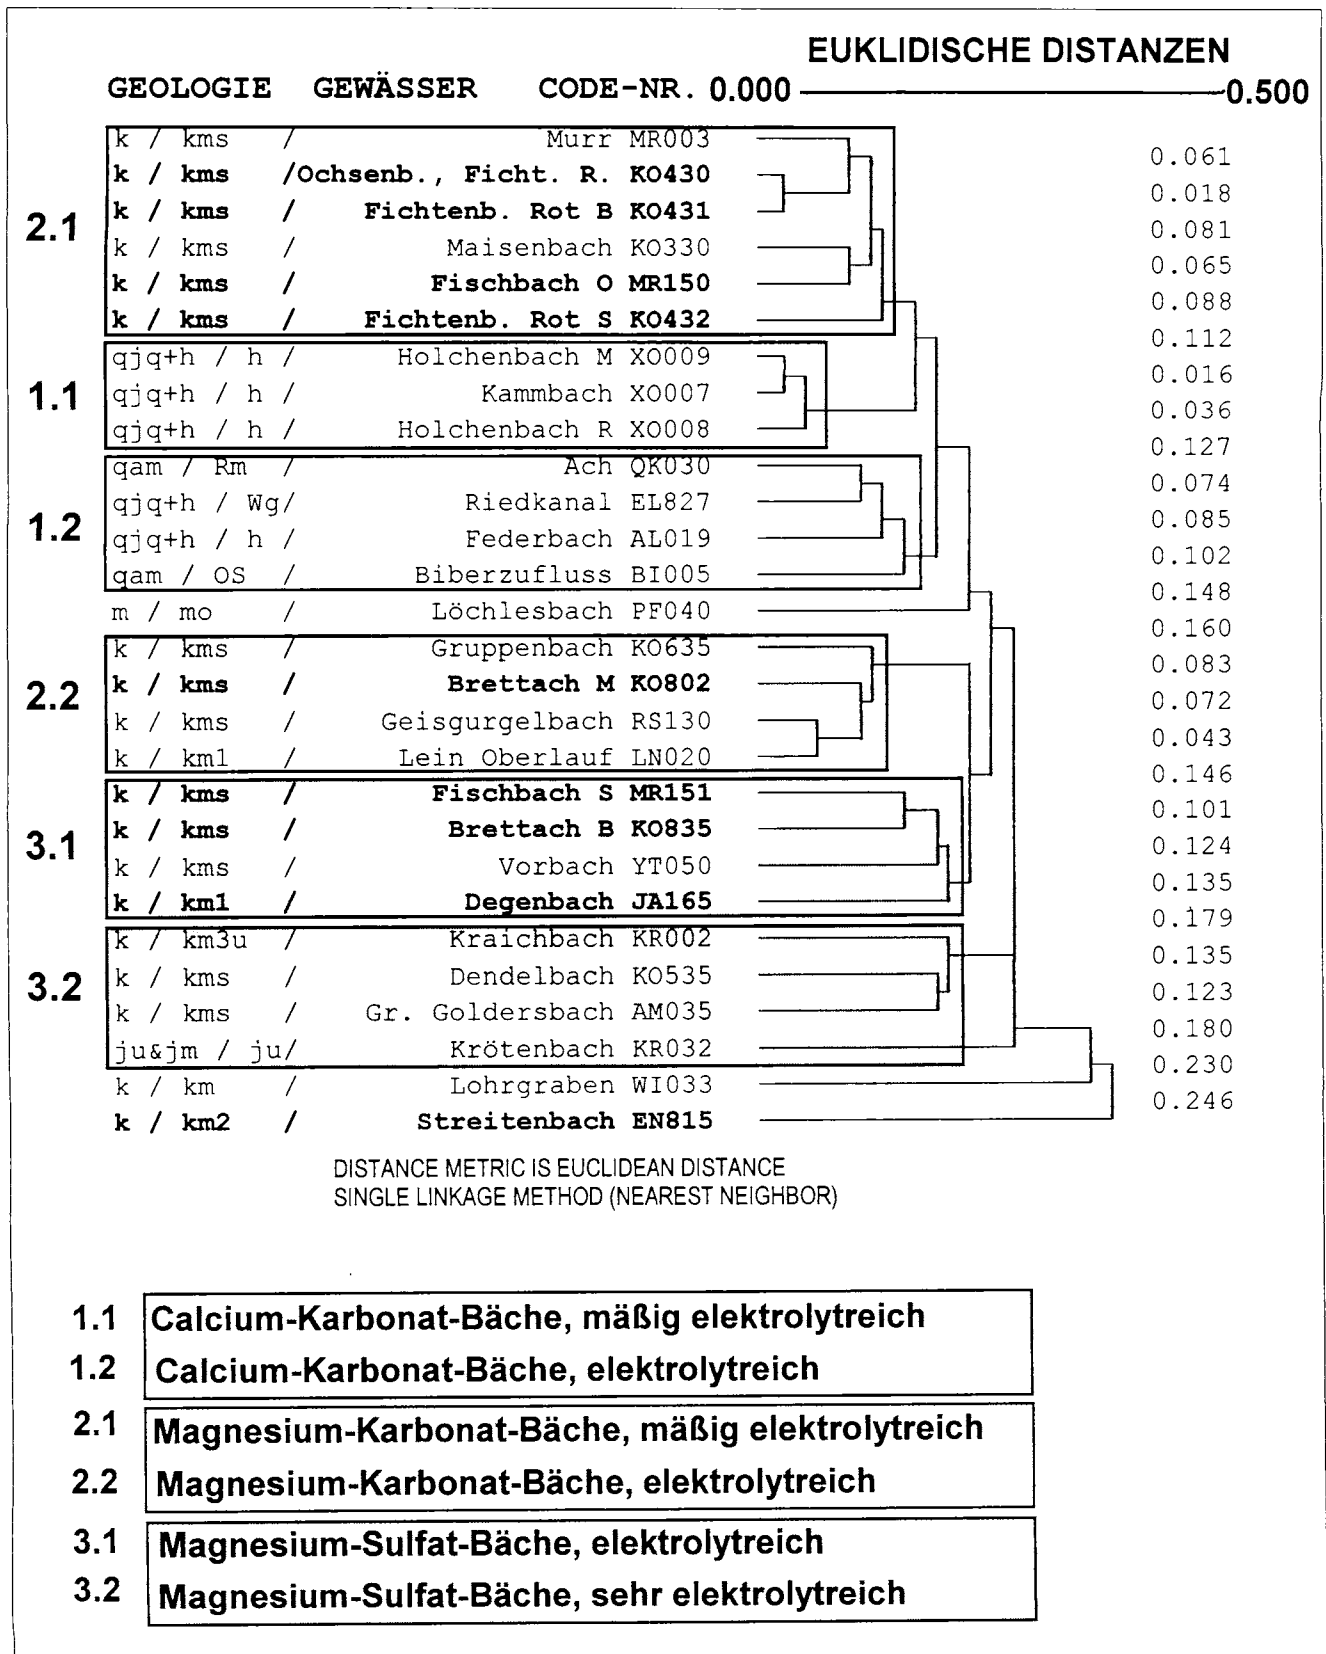 EUKLIDISCHE DISTANZEN
GEOLOGIE GEWÄSSER CODE-NR. 0.000 0.500
k / kms / Murr MR003
0.061
k / kms /Ochsenb., Ficht. R. KO430
0.018
2.1 k / kms / Fichtenb. Rot B KO431
0.081
k / kms / Maisenbach KO330
0.065
k / kms / Fischbach O MR150
0.088
k / kms / Fichtenb. Rot S KO432
0.112
qjq+h / h / Holchenbach M XO009
0.016
1.1 qjq+h / h / Kammbach XO007
0.036
qjq+h / h / Holchenbach R XO008
0.127
qam / Rm / Ach QK030
0.074
qjq+h / Wg/ Riedkanal EL827
0.085
1.2 qjq+h / h / Federbach AL019
0.102
qam / OS / Biberzufluss BI005
0.148
m / mo / Löchlesbach PF040
0.160
k / kms / Gruppenbach KO635
0.083
2.2 k / kms / Brettach M KO802
0.072
k / kms / Geisgurgelbach RS130
0.043
k / km1 / Lein Oberlauf LN020
0.146
k / kms / Fischbach S MR151
0.101
3.1 k / kms / Brettach B KO835
0.124
k / kms / Vorbach YT050
0.135
k / km1 / Degenbach JA165
0.179
k / km3u / Kraichbach KR002
0.135
3.2 k / kms / Dendelbach KO535
0.123
k / kms / Gr. Goldersbach AM035
0.180
ju&jm / ju/ Krötenbach KR032
0.230
k / km / Lohrgraben WI033
0.246
k / km2 / Streitenbach EN815
DISTANCE METRIC IS EUCLIDEAN DISTANCE
SINGLE LINKAGE METHOD (NEAREST NEIGHBOR)
1.1 Calcium-Karbonat-Bäche, mäßig elektrolytreich
1.2 Calcium-Karbonat-Bäche, elektrolytreich
2.1 Magnesium-Karbonat-Bäche, mäßig elektrolytreich
2.2 Magnesium-Karbonat-Bäche, elektrolytreich
3.1 Magnesium-Sulfat-Bäche, elektrolytreich
3.2 Magnesium-Sulfat-Bäche, sehr elektrolytreich